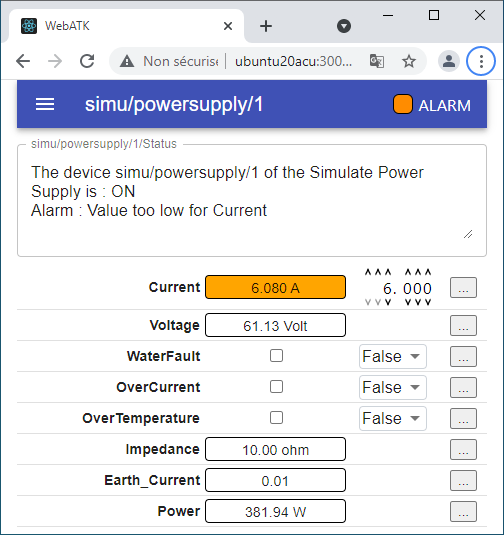 WebATK
Non sécurisé
ubuntu20acu:300...
simu/powersupply/1
ALARM
simu/powersupply/1/Status
The device simu/powersupply/1 of the Simulate Power
Supply is : ON
Alarm : Value too low for Current
Current 6.080 A 6.000 ...
Voltage 61.13 Volt ...
WaterFault False ...
OverCurrent False ...
OverTemperature False ...
Impedance 10.00 ohm ...
Earth_Current 0.01 ...
Power 381.94 W ...